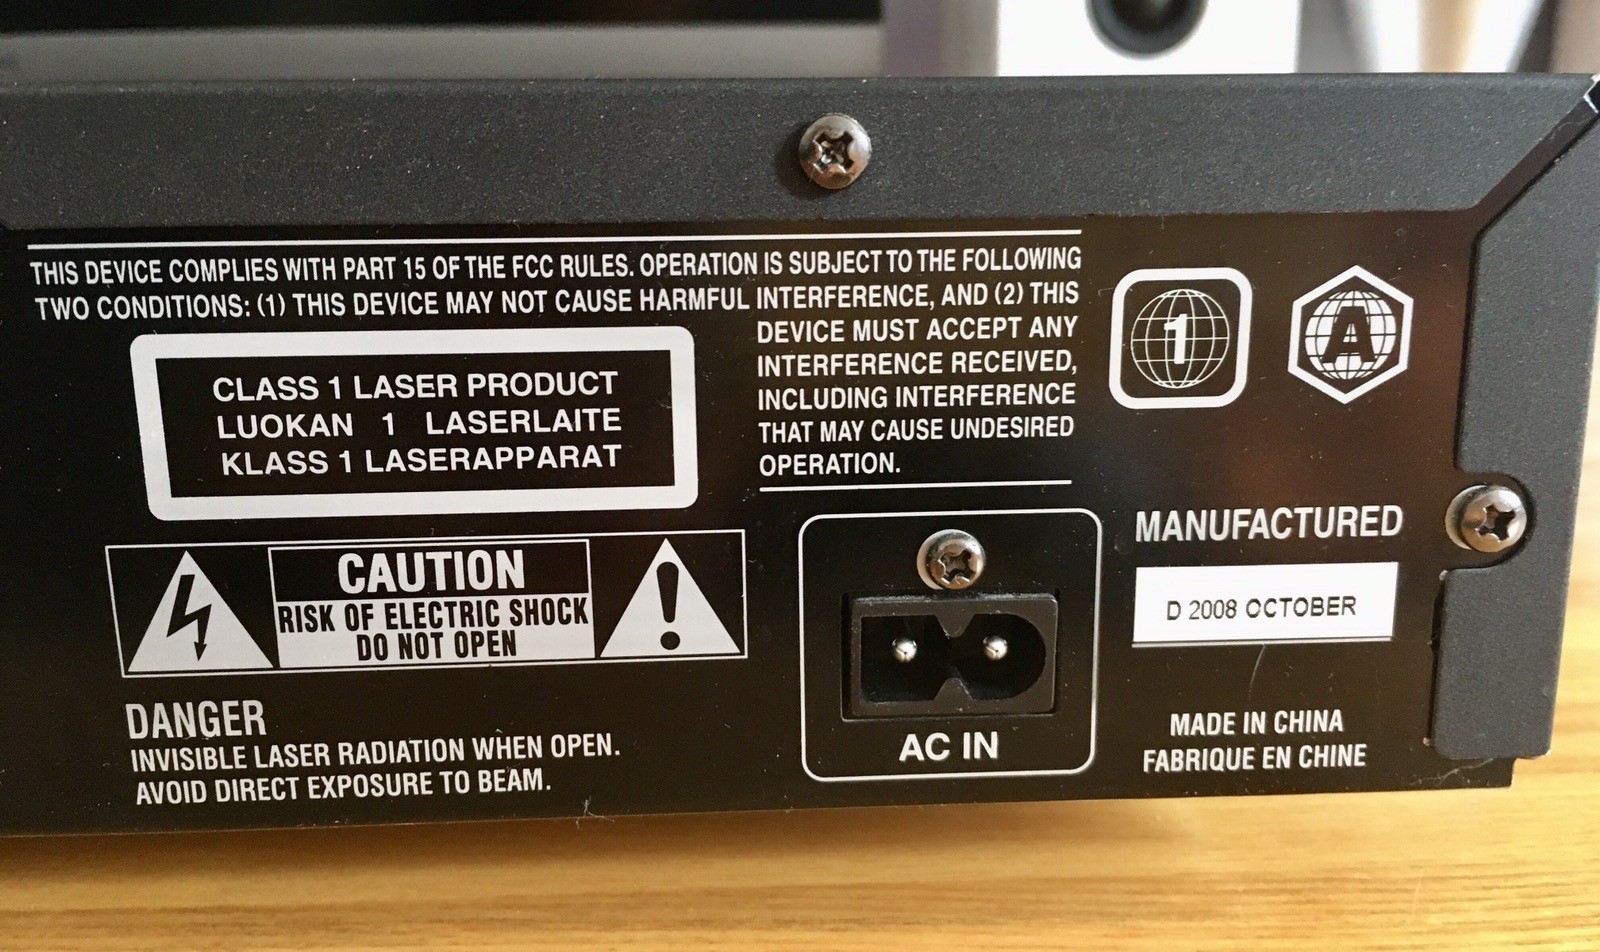 THIS DEVICE COMPLIES WITH PART 15 OF THE FCC RULES. OPERATION IS SUBJECT TO THE FOLLOWING
TWO CONDITIONS: (1) THIS DEVICE MAY NOT CAUSE HARMFUL INTERFERENCE, AND (2) THIS
DEVICE MUST ACCEPT ANY
INTERFERENCE RECEIVED,
INCLUDING INTERFERENCE
THAT MAY CAUSE UNDESIRED
OPERATION.
CLASS 1 LASER PRODUCT
LUOKAN 1 LASERLAITE
KLASS 1 LASERAPPARAT
1
A
CAUTION
RISK OF ELECTRIC SHOCK
DO NOT OPEN
DANGER
INVISIBLE LASER RADIATION WHEN OPEN.
AVOID DIRECT EXPOSURE TO BEAM.
AC IN
MANUFACTURED
D 2008 OCTOBER
MADE IN CHINA
FABRIQUE EN CHINE